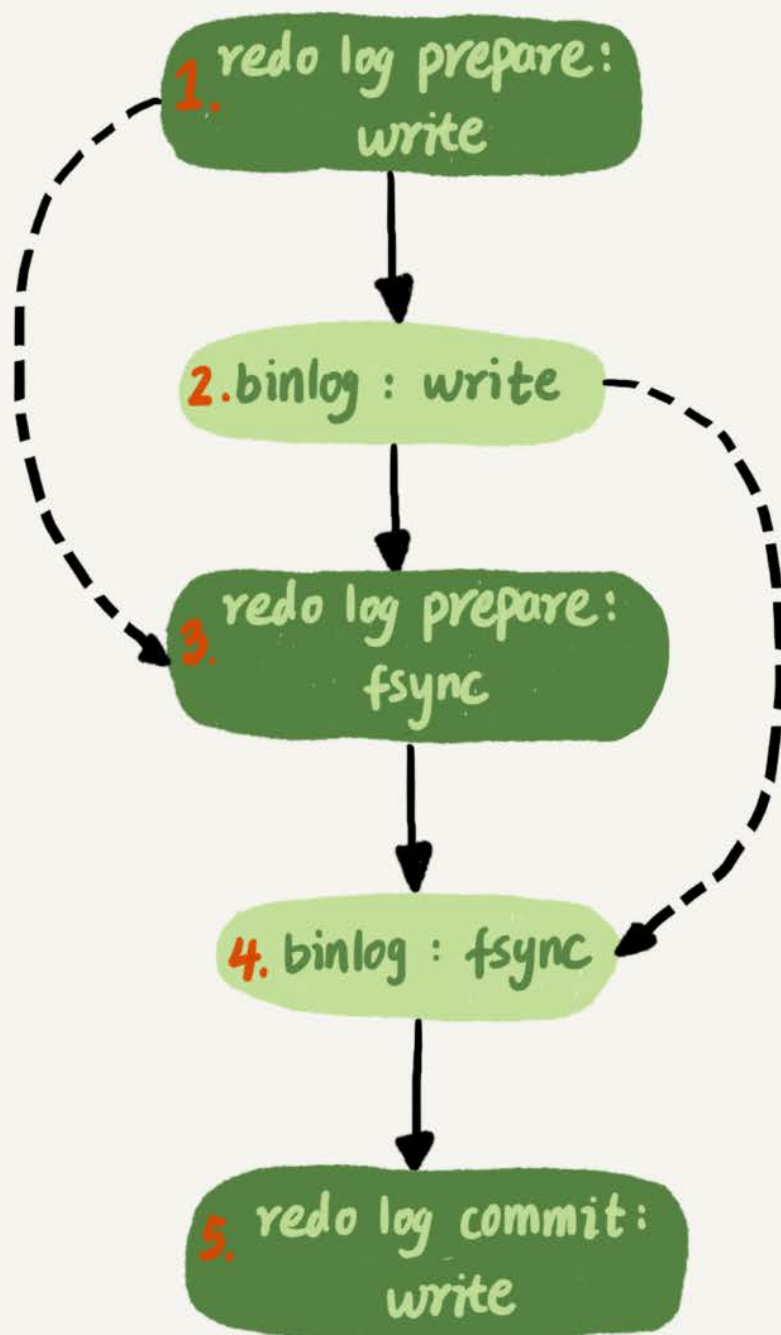 1. redo log prepare:
write
2. binlog : write
3. redo log prepare:
fsync
4. binlog : fsync
5. redo log commit:
write